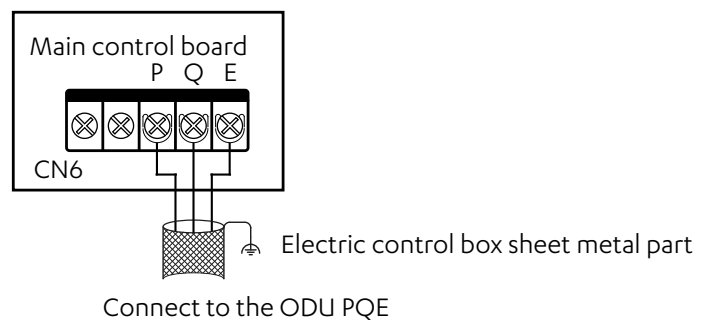 Main control board
P Q E
CN6
Electric control box sheet metal part
Connect to the ODU PQE